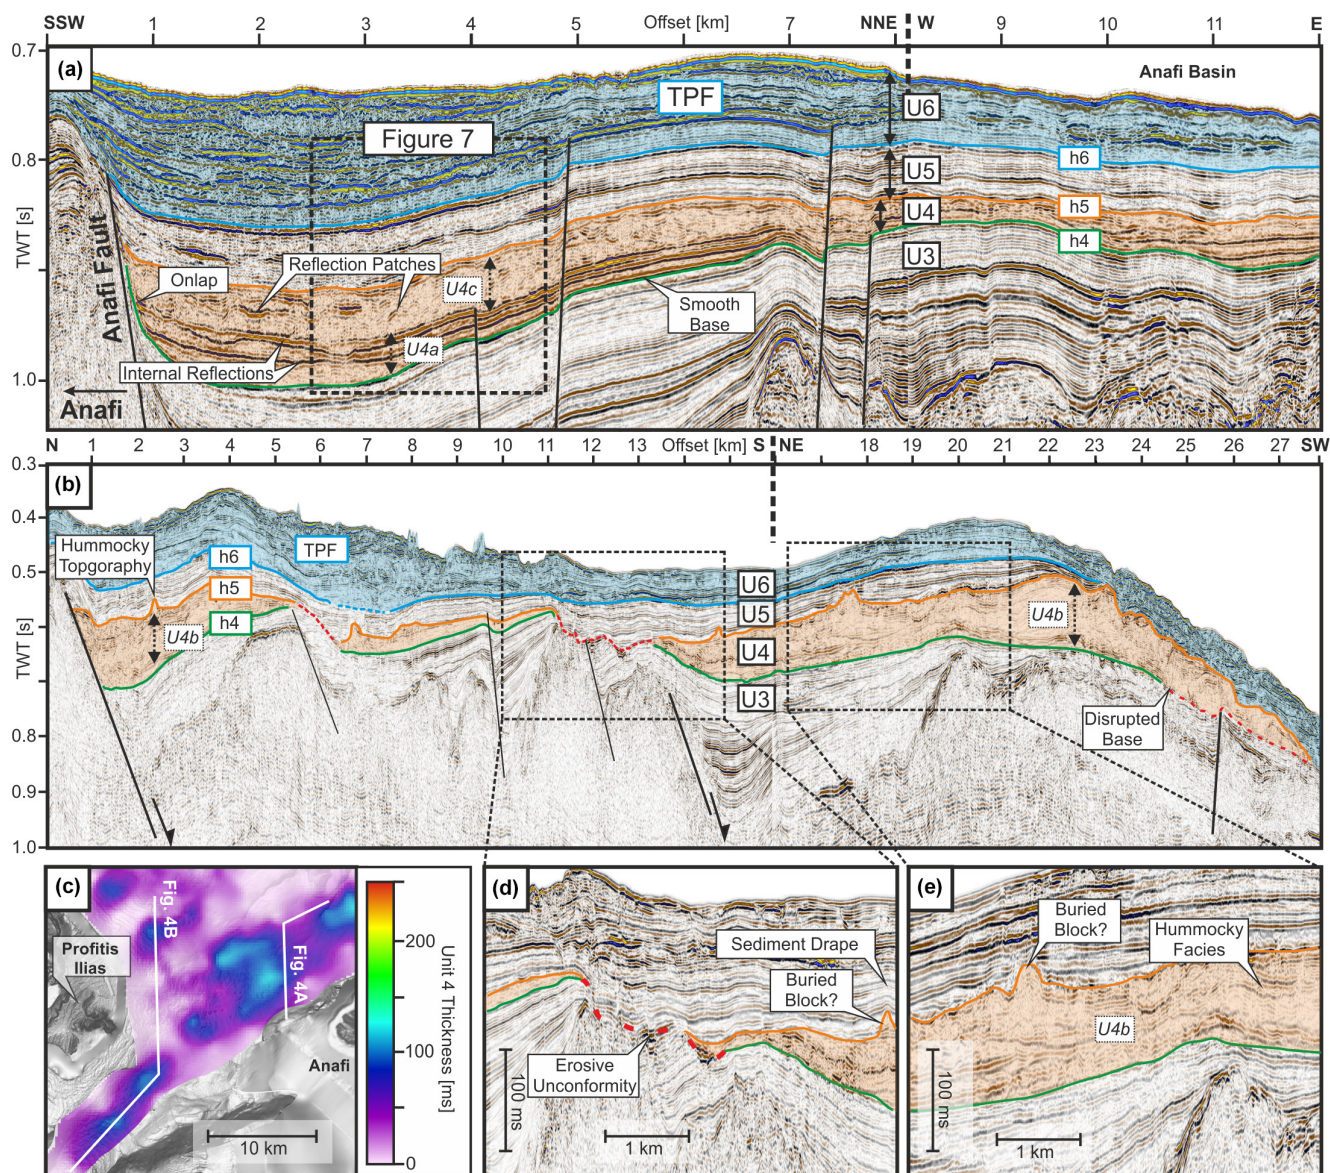 SSW 1 2 3 4 5 Offset [km] 7 NNE W 9 10 11 E
0.7
(a)
Anafi Basin
TPF
U6
Figure 7
h6
0.8
U5
h5
U4
h4
TWT [s]
U3
Anafi Fault
Onlap
Reflection Patches
U4c
Smooth
Base
U4a
Internal Reflections
1.0
Anafi
N 1 2 3 4 5 6 7 8 9 10 11 12 13 Offset [km] S NE 18 19 20 21 22 23 24 25 26 27 SW
0.3
(b)
0.4
Hummocky
Topgoraphy
h6
TPF
0.5
h5
U6
U5
h4
U4b
U4b
TWT [s]
U4
U3
Disrupted
Base
0.8
0.9
1.0
(c)
Fig. 4B
Profitis
Ilias
Fig. 4A
Anafi
10 km
200
100
0
Unit 4 Thickness [ms]
(d)
Sediment Drape
Buried
Block?
Erosive
Unconformity
100 ms
1 km
(e)
Buried
Block?
Hummocky
Facies
U4b
100 ms
1 km